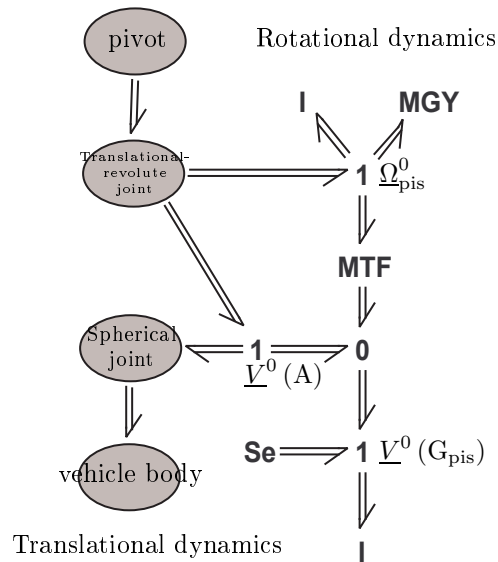 pivot
Rotational dynamics
I
MGY
Translational-
revolute
joint
1 Ω⁰pis
MTF
Spherical
joint
1
0
V⁰ (A)
Se
1 V⁰ (Gpis)
vehicle body
Translational dynamics
I